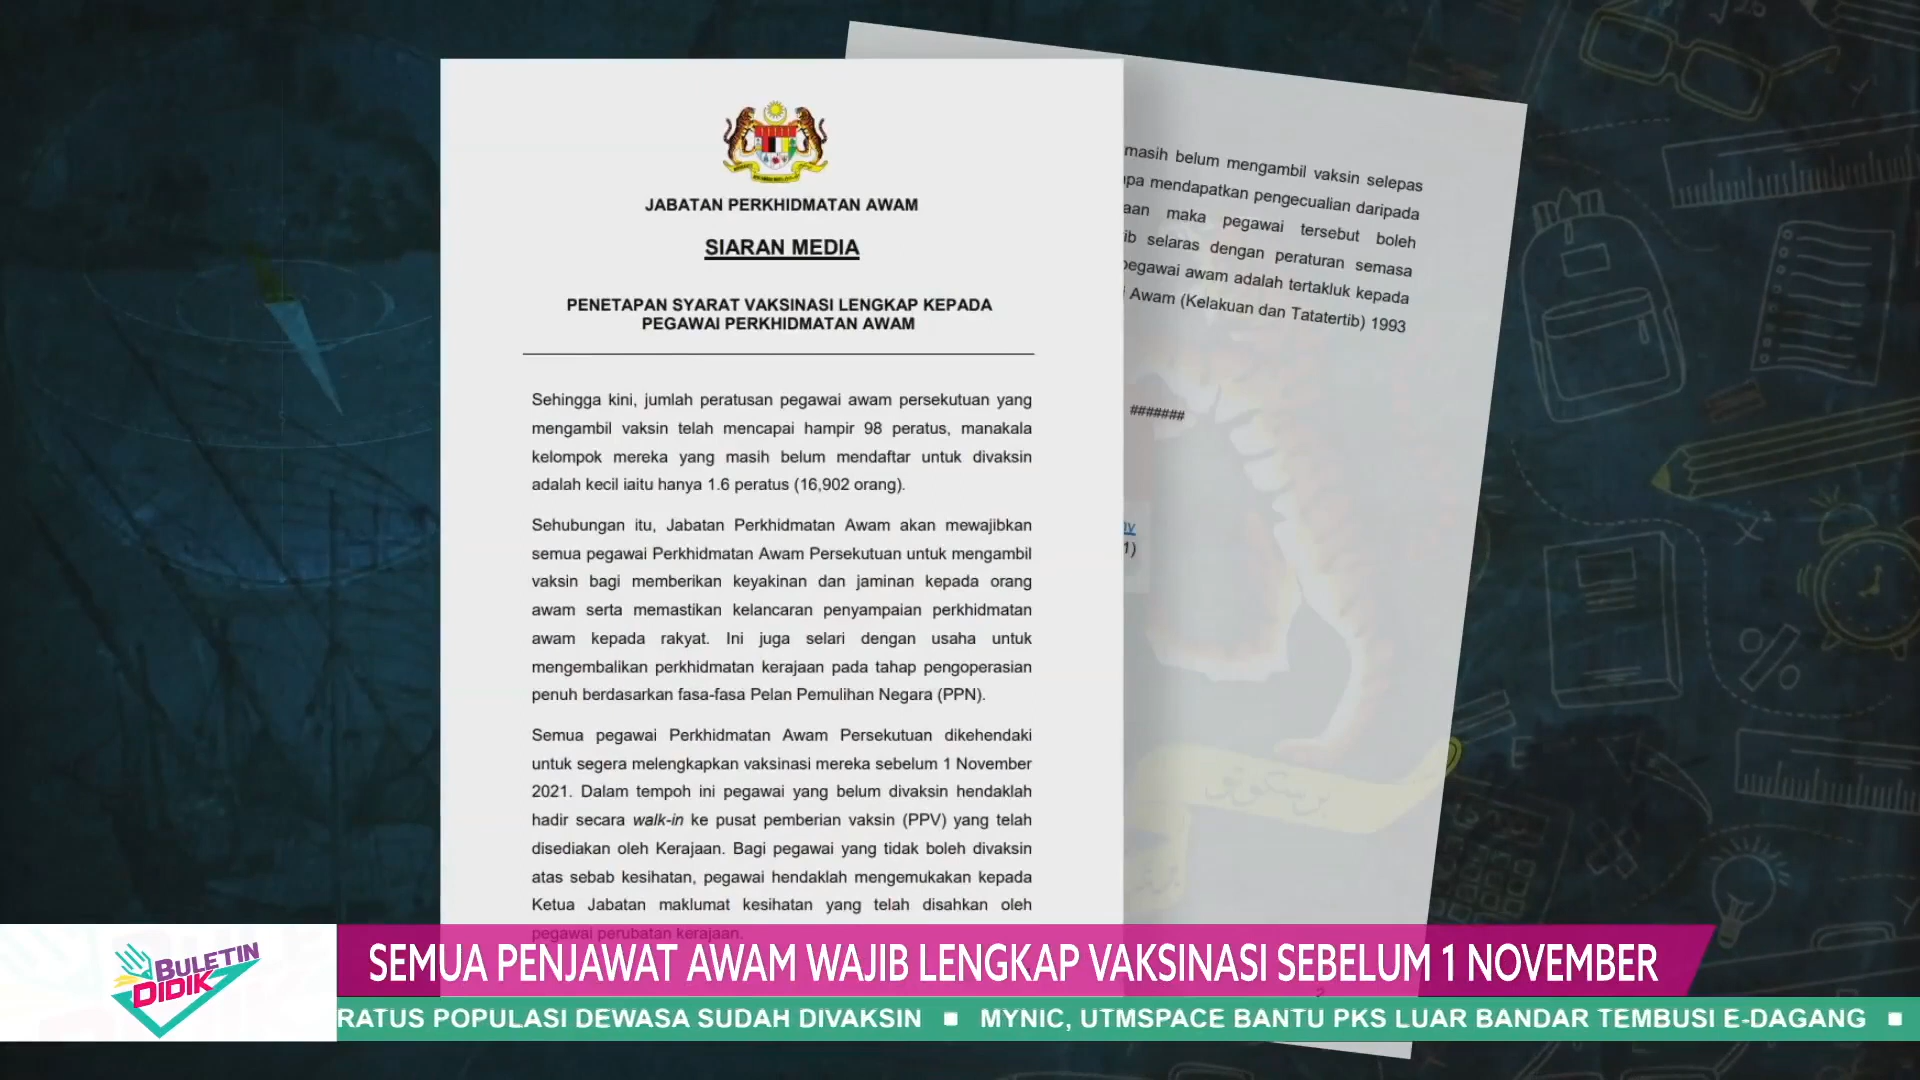 JABATAN PERKHIDMATAN AWAM
SIARAN MEDIA
PENETAPAN SYARAT VAKSINASI LENGKAP KEPADA
PEGAWAI PERKHIDMATAN AWAM
Sehingga kini, jumlah peratusan pegawai awam persekutuan yang
mengambil vaksin telah mencapai hampir 98 peratus, manakala
kelompok mereka yang masih belum mendaftar untuk divaksin
adalah kecil iaitu hanya 1.6 peratus (16,902 orang).
Sehubungan itu, Jabatan Perkhidmatan Awam akan mewajibkan
semua pegawai Perkhidmatan Awam Persekutuan untuk mengambil
vaksin bagi memberikan keyakinan dan jaminan kepada orang
awam serta memastikan kelancaran penyampaian perkhidmatan
awam kepada rakyat. Ini juga selari dengan usaha untuk
mengembalikan perkhidmatan kerajaan pada tahap pengoperasian
penuh berdasarkan fasa-fasa Pelan Pemulihan Negara (PPN).
Semua pegawai Perkhidmatan Awam Persekutuan dikehendaki
untuk segera melengkapkan vaksinasi mereka sebelum 1 November
2021. Dalam tempoh ini pegawai yang belum divaksin hendaklah
hadir secara walk-in ke pusat pemberian vaksin (PPV) yang telah
disediakan oleh Kerajaan. Bagi pegawai yang tidak boleh divaksin
atas sebab kesihatan, pegawai hendaklah mengemukakan kepada
Ketua Jabatan maklumat kesihatan yang telah disahkan oleh
pegawai perubatan kerajaan.
masih belum mengambil vaksin selepas
mendapatkan pengecualian daripada
maka pegawai tersebut boleh
selaras dengan peraturan semasa
pegawai awam adalah tertakluk kepada
Awam (Kelakuan dan Tatatertib) 1993
#######
BULETIN
DIDIK
SEMUA PENJAWAT AWAM WAJIB LENGKAP VAKSINASI SEBELUM 1 NOVEMBER
RATUS POPULASI DEWASA SUDAH DIVAKSIN ■ MYNIC, UTMSPACE BANTU PKS LUAR BANDAR TEMBUSI E-DAGANG ■